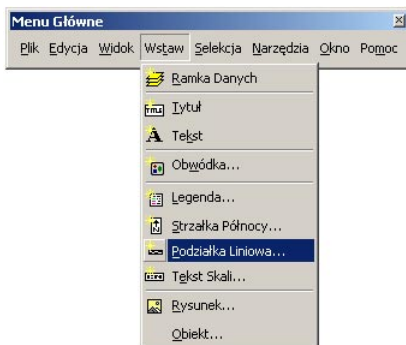 Menu Główne
Plik Edycja Widok Wstaw Selekcja Narzędzia Okno Pomoc
Ramka Danych
Tytuł
Tekst
Obwódka...
Legenda...
Strzałka Północy...
Podziałka Liniowa...
Tekst Skali...
Rysunek...
Obiekt...